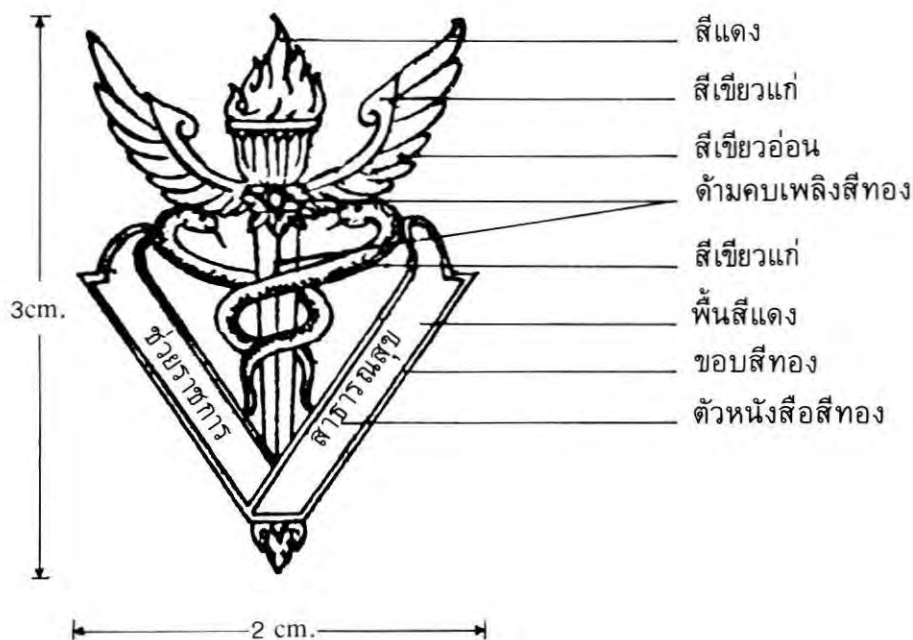 สีแดง
สีเขียวแก่
สีเขียวอ่อน
ด้ามคบเพลิงสีทอง
สีเขียวแก่
3cm.
พื้นสีแดง
ช่วยราชการ
สาธารณสุข
ขอบสีทอง
ตัวหนังสือสีทอง
2 cm.